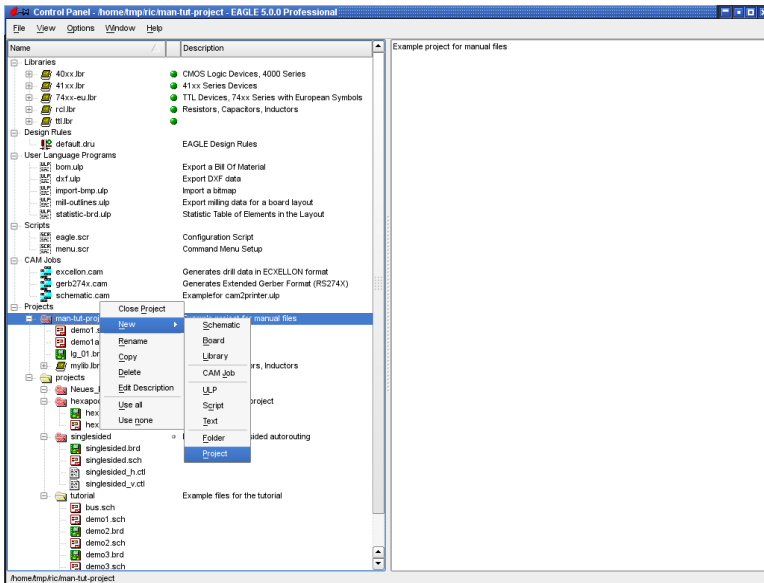 Control Panel - /home/tmp/ric/man-tut-project - EAGLE 5.0.0 Professional
File View Options Window Help
Name Description
Example project for manual files
Libraries
40xx.lbr CMOS Logic Devices, 4000 Series
41xx.lbr 41xx Series Devices
74xx-eu.lbr TTL Devices, 74xx Series with European Symbols
rcl.lbr Resistors, Capacitors, Inductors
ttl.lbr
Design Rules
default.dru EAGLE Design Rules
User Language Programs
bom.ulp Export a Bill Of Material
dxf.ulp Export DXF data
import-bmp.ulp Import a bitmap
mill-outlines.ulp Export milling data for a board layout
statistic-brd.ulp Statistic Table of Elements in the Layout
Scripts
eagle.scr Configuration Script
menu.scr Command Menu Setup
CAM Jobs
excellon.cam Generates drill data in ECXELLON format
gerb274x.cam Generates Extended Gerber Format (RS274X)
schematic.cam Examplefor cam2printer.ulp
Projects
man-tut-proj for manual files
demo1.s
demo1a
lg_01.br
mylib.lbr ors, Inductors
projects
Neues_
hexapod project
hex
hex
singlesided sided autorouting
singlesided.brd
singlesided.sch
singlesided_h.ctl
singlesided_v.ctl
tutorial Example files for the tutorial
bus.sch
demo1.sch
demo2.brd
demo2.sch
demo3.brd
demo3.sch
Close Project
New
Rename
Copy
Delete
Edit Description
Use all
Use none
Schematic
Board
Library
CAM Job
ULP
Script
Text
Folder
Project
/home/tmp/ric/man-tut-project